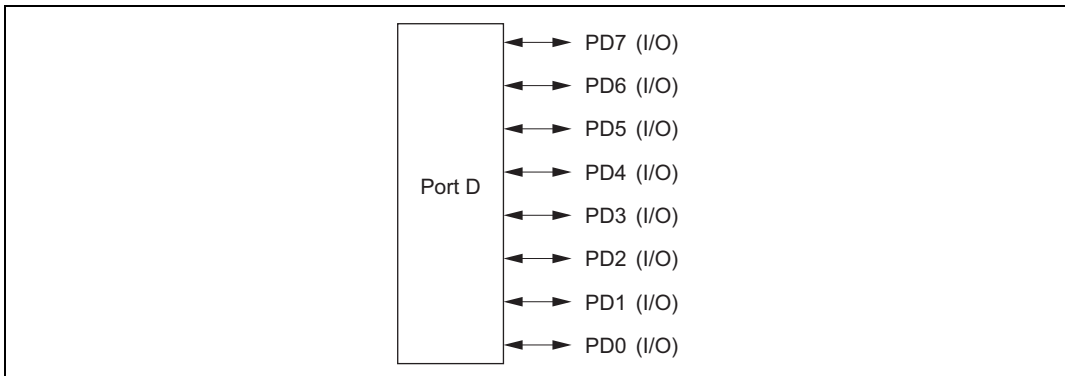 PD7 (I/O)
PD6 (I/O)
PD5 (I/O)
PD4 (I/O)
Port D
PD3 (I/O)
PD2 (I/O)
PD1 (I/O)
PD0 (I/O)